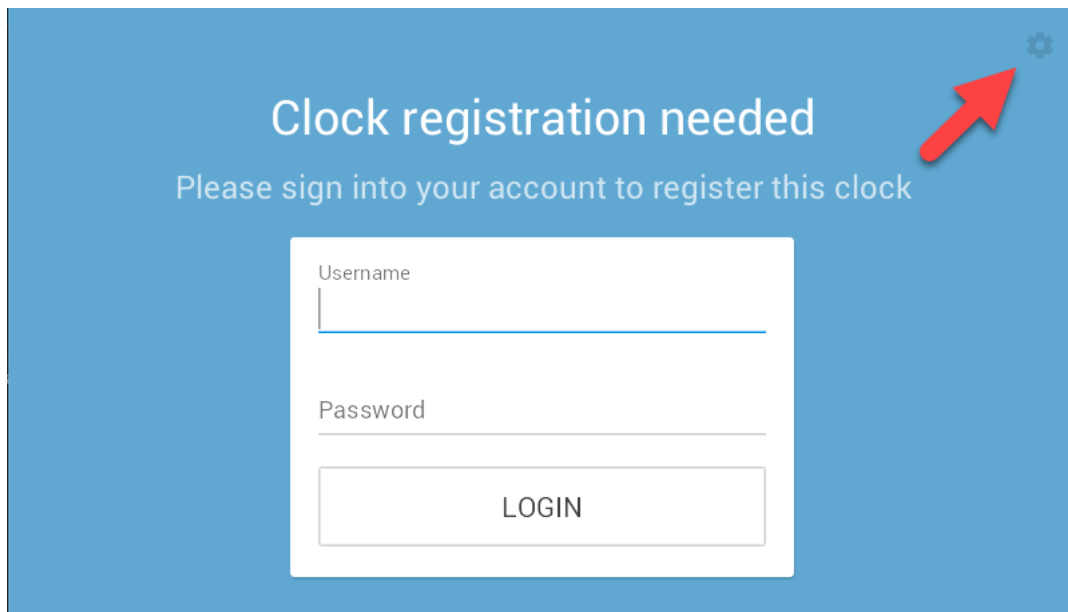 Clock registration needed
Please sign into your account to register this clock
Username
Password
LOGIN